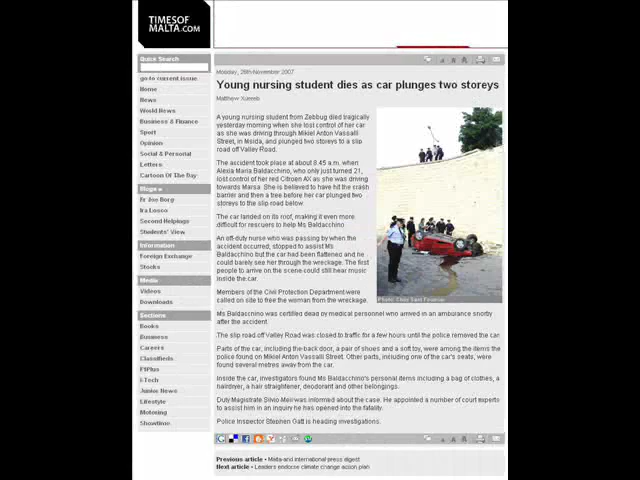 TIMESOF
MALTA.COM
Quick Search
go to current issue
Home
News
World News
Business & Finance
Sport
Opinion
Social & Personal
Letters
Cartoon Of The Day
Blogs
Fr Joe Borg
Ira Losco
Second Helpings
Students' View
Information
Foreign Exchange
Stocks
Media
Videos
Downloads
Sections
Books
Business
Careers
Classifieds
F1Plus
I-Tech
Junior News
Lifestyle
Motoring
Showtime
Monday, 26th November 2007
Young nursing student dies as car plunges two storeys
Matthew Xuereb
A young nursing student from Zebbug died tragically
yesterday morning when she lost control of her car
as she was driving through Mikiel Anton Vassalli
Street, in Msida, and plunged two storeys to a slip
road off Valley Road.
The accident took place at about 8.45 a.m. when
Alexia Maria Baldacchino, who only just turned 21,
lost control of her red Citroen AX as she was driving
towards Marsa. She is believed to have hit the crash
barrier and then a tree before her car plunged two
storeys to the slip road below.
The car landed on its roof, making it even more
difficult for rescuers to help Ms Baldacchino.
An off-duty nurse who was passing by when the
accident occurred, stopped to assist Ms
Baldacchino but the car had been flattened and he
could barely see her through the wreckage. The first
people to arrive on the scene could still hear music
inside the car.
Members of the Civil Protection Department were
called on site to free the woman from the wreckage.
Photo: Chris Sant Fournier
Ms Baldacchino was certified dead by medical personnel who arrived in an ambulance shortly
after the accident.
The slip road off Valley Road was closed to traffic for a few hours until the police removed the car.
Parts of the car, including the back door, a pair of shoes and a soft toy, were among the items the
police found on Mikiel Anton Vassalli Street. Other parts, including one of the car's seats, were
found several metres away from the car.
Inside the car, investigators found Ms Baldacchino's personal items including a bag of clothes, a
hairdryer, a hair straightener, deodorant and other belongings.
Duty Magistrate Silvio Meli was informed about the case. He appointed a number of court experts
to assist him in an inquiry he has opened into the fatality.
Police Inspector Stephen Gatt is heading investigations.
Previous article • Malta and international press digest
Next article • Leaders endorse climate change action plan